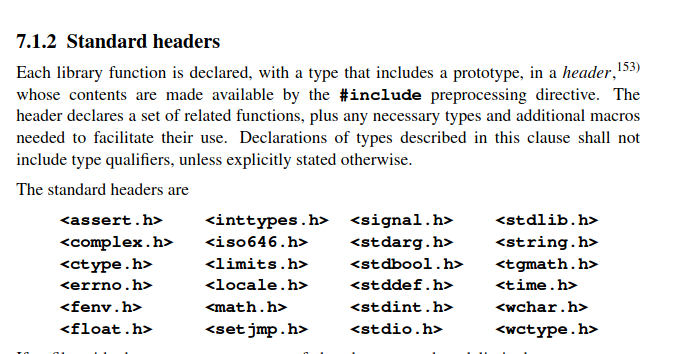 7.1.2 Standard headers
Each library function is declared, with a type that includes a prototype, in a header,153)
whose contents are made available by the #include preprocessing directive. The
header declares a set of related functions, plus any necessary types and additional macros
needed to facilitate their use. Declarations of types described in this clause shall not
include type qualifiers, unless explicitly stated otherwise.
The standard headers are
<assert.h> <inttypes.h> <signal.h> <stdlib.h>
<complex.h> <iso646.h> <stdarg.h> <string.h>
<ctype.h> <limits.h> <stdbool.h> <tgmath.h>
<errno.h> <locale.h> <stddef.h> <time.h>
<fenv.h> <math.h> <stdint.h> <wchar.h>
<float.h> <setjmp.h> <stdio.h> <wctype.h>